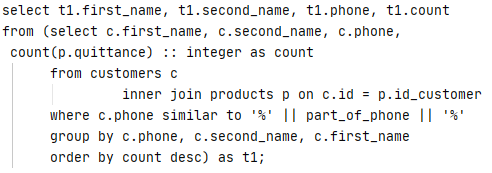 select t1.first_name, t1.second_name, t1.phone, t1.count
from (select c.first_name, c.second_name, c.phone,
count(p.quittance) :: integer as count
from customers c
inner join products p on c.id = p.id_customer
where c.phone similar to '%' || part_of_phone || '%'
group by c.phone, c.second_name, c.first_name
order by count desc) as t1;